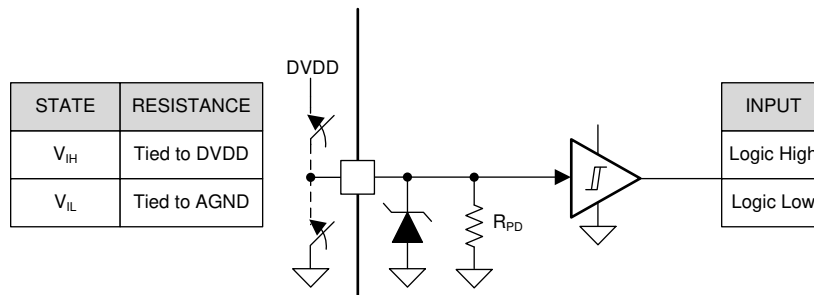 DVDD
STATE RESISTANCE
V_IH Tied to DVDD
V_IL Tied to AGND
R_PD
INPUT
Logic High
Logic Low